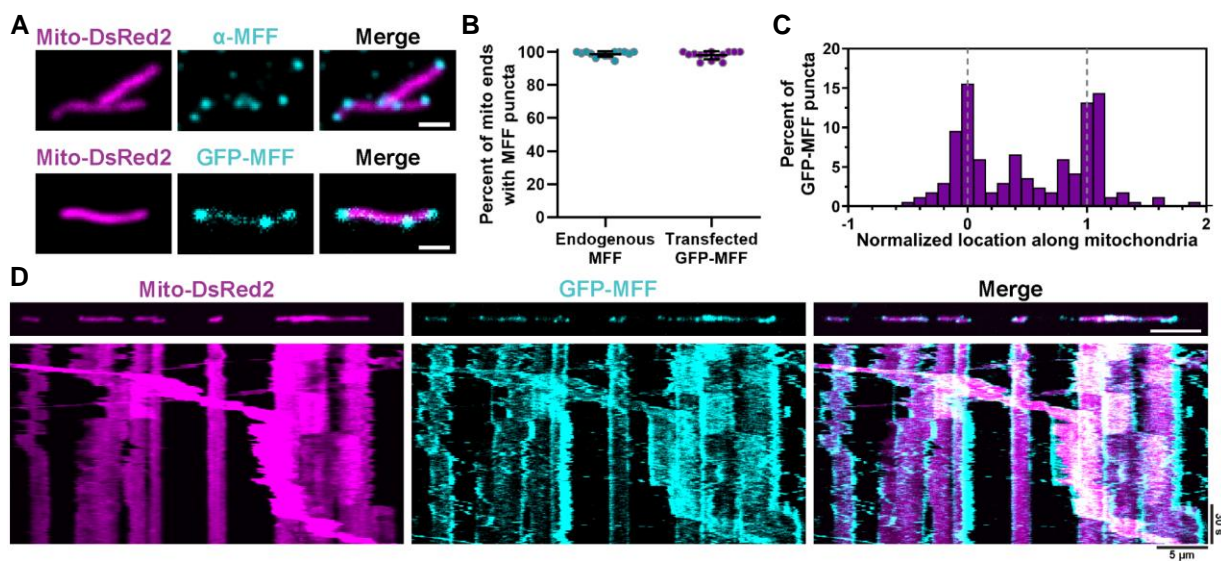 A
Mito-DsRed2 α-MFF Merge
Mito-DsRed2 GFP-MFF Merge
B
Percent of mito ends
with MFF puncta
100
80
60
40
20
0
Endogenous
MFF
Transfected
GFP-MFF
C
Percent of
GFP-MFF puncta
20
15
10
5
0
-1 0 1 2
Normalized location along mitochondria
D
Mito-DsRed2 GFP-MFF Merge
30 s
5 μm